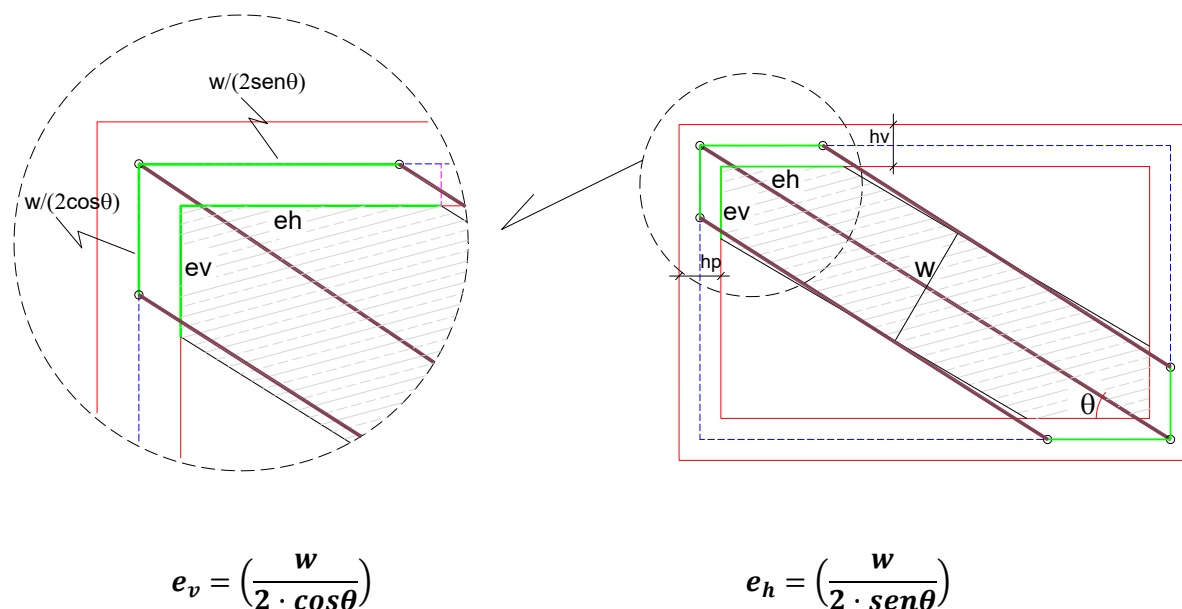 w/(2senθ)
w/(2cosθ)
eh
ev
hv
eh
ev
hp
w
θ
e_v = (w / (2 · cosθ))
e_h = (w / (2 · senθ))